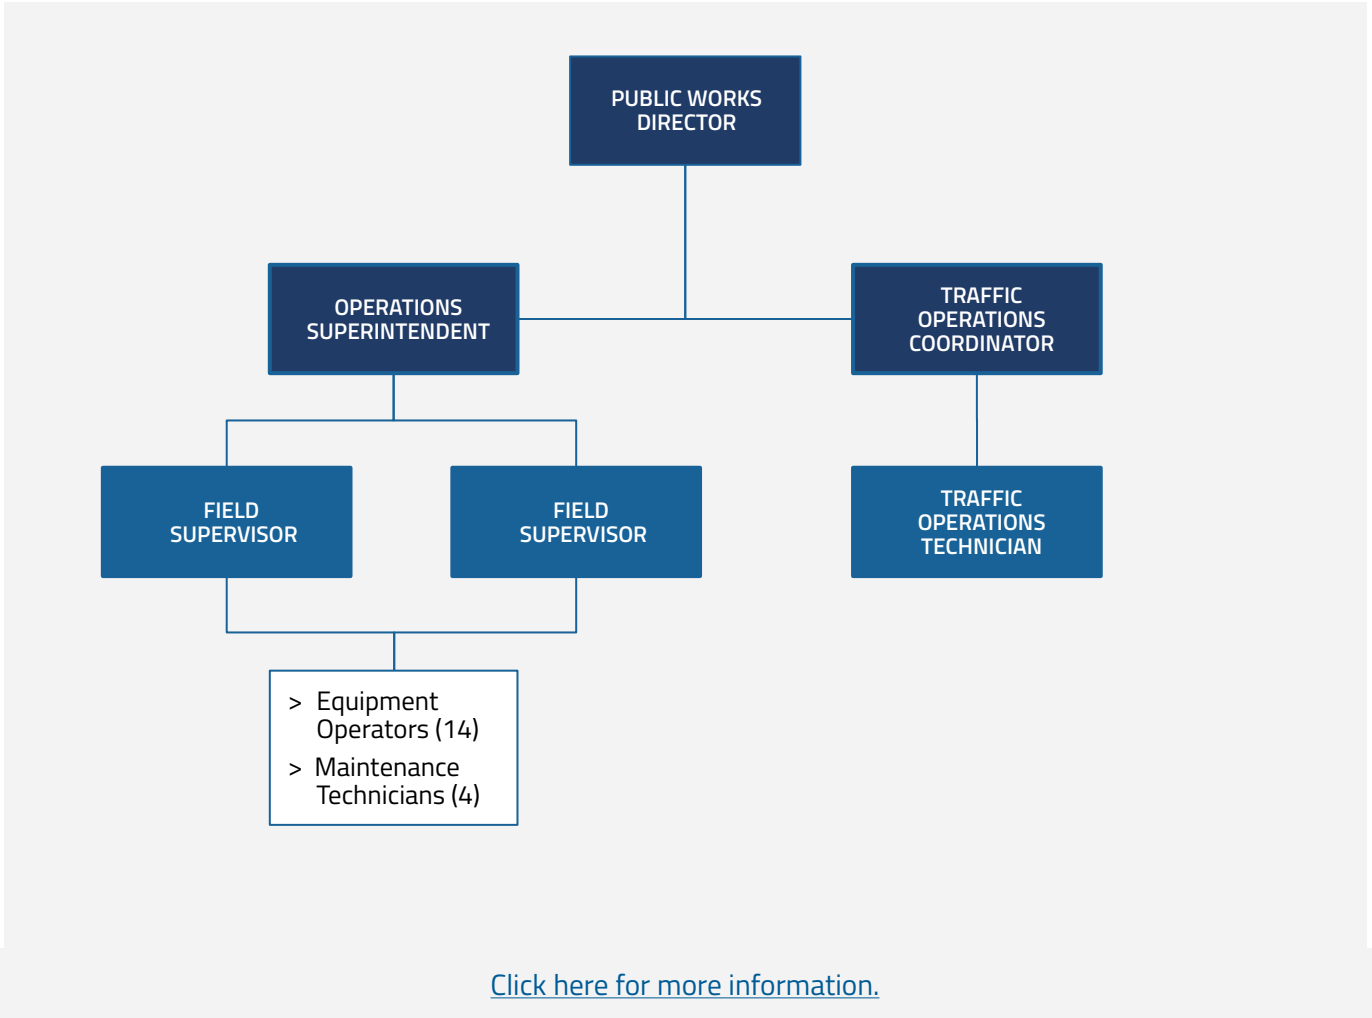 PUBLIC WORKS
DIRECTOR
OPERATIONS
SUPERINTENDENT
TRAFFIC
OPERATIONS
COORDINATOR
FIELD
SUPERVISOR
FIELD
SUPERVISOR
TRAFFIC
OPERATIONS
TECHNICIAN
> Equipment
Operators (14)
> Maintenance
Technicians (4)
Click here for more information.